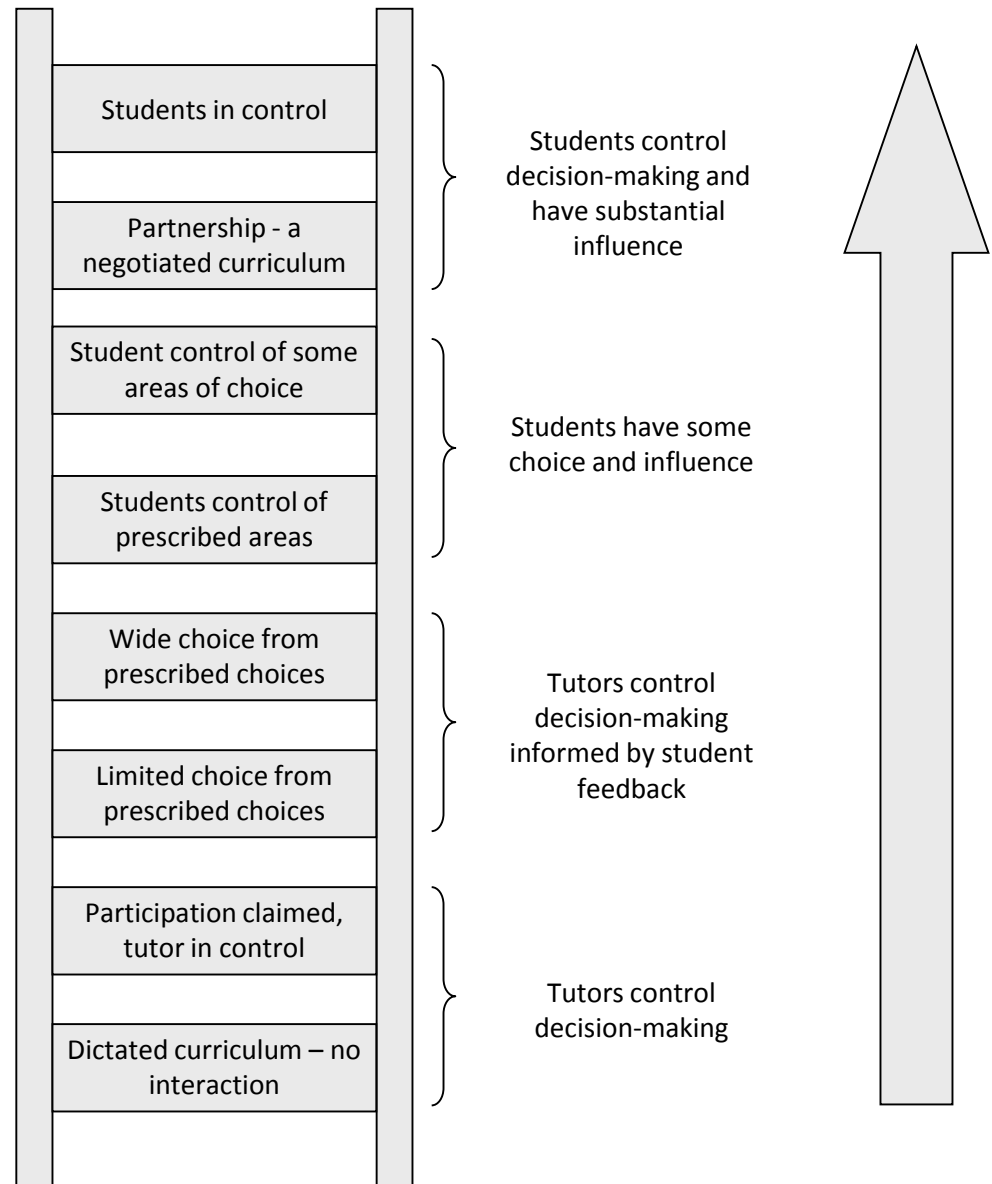 Students in control
Partnership - a
negotiated curriculum
Students control
decision-making and
have substantial
influence
Student control of some
areas of choice
Students control of
prescribed areas
Students have some
choice and influence
Wide choice from
prescribed choices
Limited choice from
prescribed choices
Tutors control
decision-making
informed by student
feedback
Participation claimed,
tutor in control
Dictated curriculum – no
interaction
Tutors control
decision-making